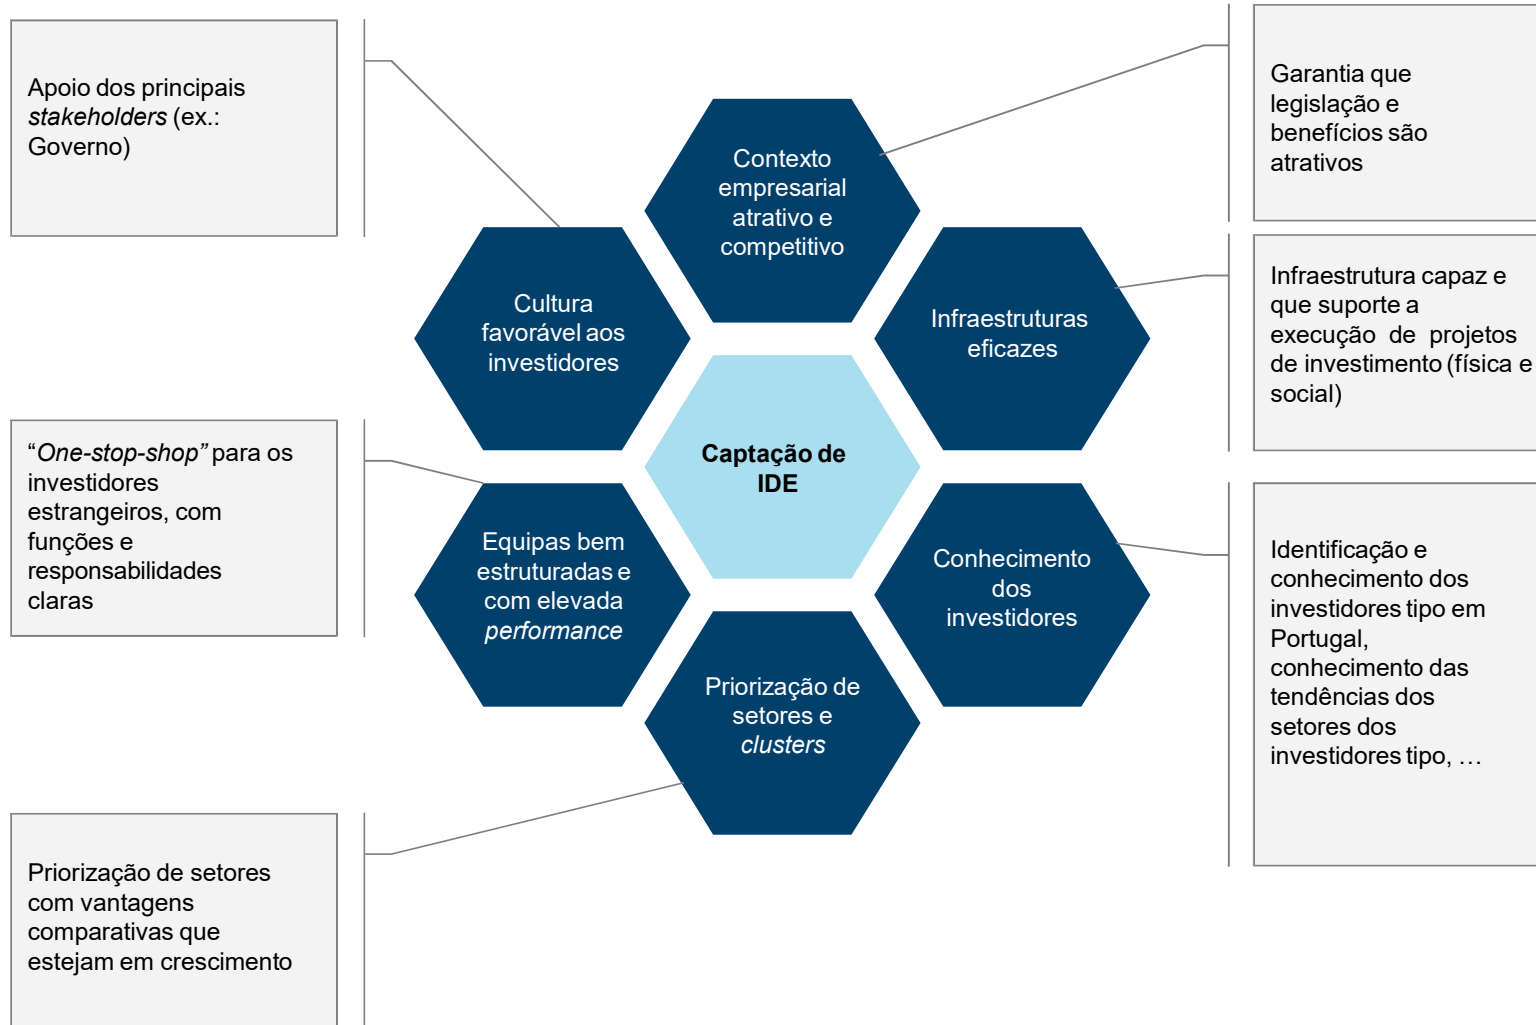 Apoio dos principais
stakeholders (ex.:
Governo)
Garantia que
legislação e
benefícios são
atrativos
Contexto
empresarial
atrativo e
competitivo
Cultura
favorável aos
investidores
Infraestruturas
eficazes
Infraestrutura capaz e
que suporte a
execução de projetos
de investimento (física e
social)
Captação de
IDE
“One-stop-shop” para os
investidores
estrangeiros, com
funções e
responsabilidades
claras
Equipas bem
estruturadas e
com elevada
performance
Conhecimento
dos
investidores
Identificação e
conhecimento dos
investidores tipo em
Portugal,
conhecimento das
tendências dos
setores dos
investidores tipo, …
Priorização de
setores e
clusters
Priorização de setores
com vantagens
comparativas que
estejam em crescimento